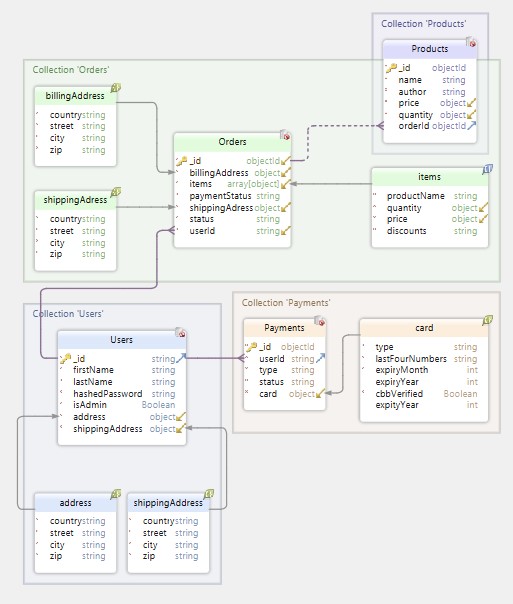 Collection 'Products'
Products
_id objectId
name string
author string
price object
quantity object
orderId objectId
Collection 'Orders'
billingAddress
country string
street string
city string
zip string
shippingAdress
country string
street string
city string
zip string
Orders
_id objectId
billingAddress object
items array[object]
paymentStatus string
shippingAdress object
status string
userId string
items
productName string
quantity object
price object
discounts string
Collection 'Users'
Users
_id string
firstName string
lastName string
hashedPassword string
isAdmin Boolean
address object
shippingAddress object
address
country string
street string
city string
zip string
shippingAddress
country string
street string
city string
zip string
Collection 'Payments'
Payments
_id objectId
userId string
type string
status string
card object
card
type string
lastFourNumbers string
expiryMonth int
expiryYear int
cbbVerified Boolean
expityYear int